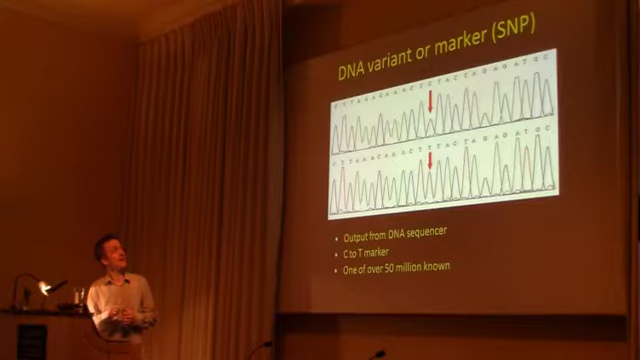 DNA variant or marker (SNP)
• Output from DNA sequencer
• C to T marker
• One of over 50 million known